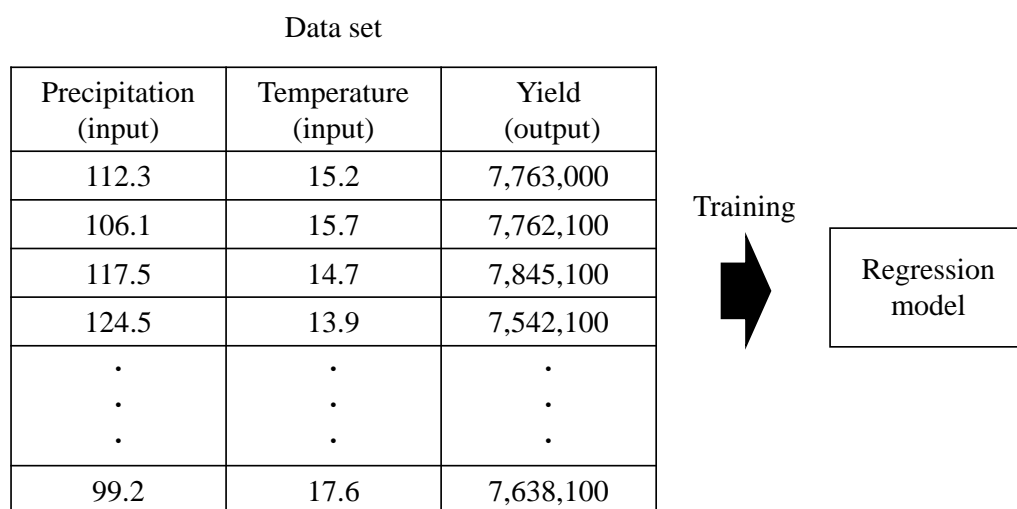 Data set
Precipitation (input) Temperature (input) Yield (output)
112.3 15.2 7,763,000
106.1 15.7 7,762,100
117.5 14.7 7,845,100
124.5 13.9 7,542,100
. . .
. . .
. . .
99.2 17.6 7,638,100
Training
Regression
model